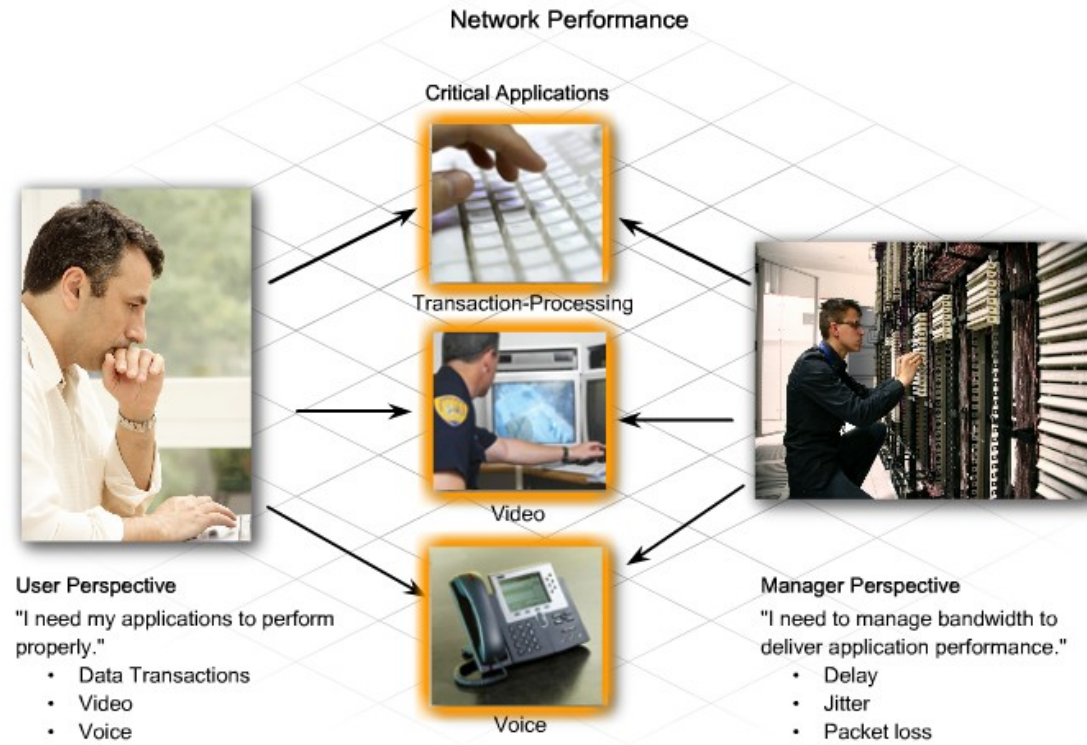 Network Performance
Critical Applications
Transaction-Processing
Video
Voice
User Perspective
"I need my applications to perform
properly."
• Data Transactions
• Video
• Voice
Manager Perspective
"I need to manage bandwidth to
deliver application performance."
• Delay
• Jitter
• Packet loss